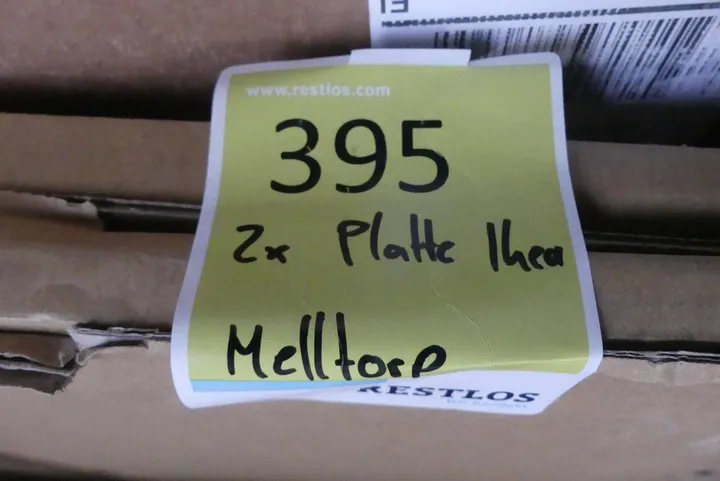 www.restlos.com
395
2x Platte Ikea
Melltorp
RESTLOS